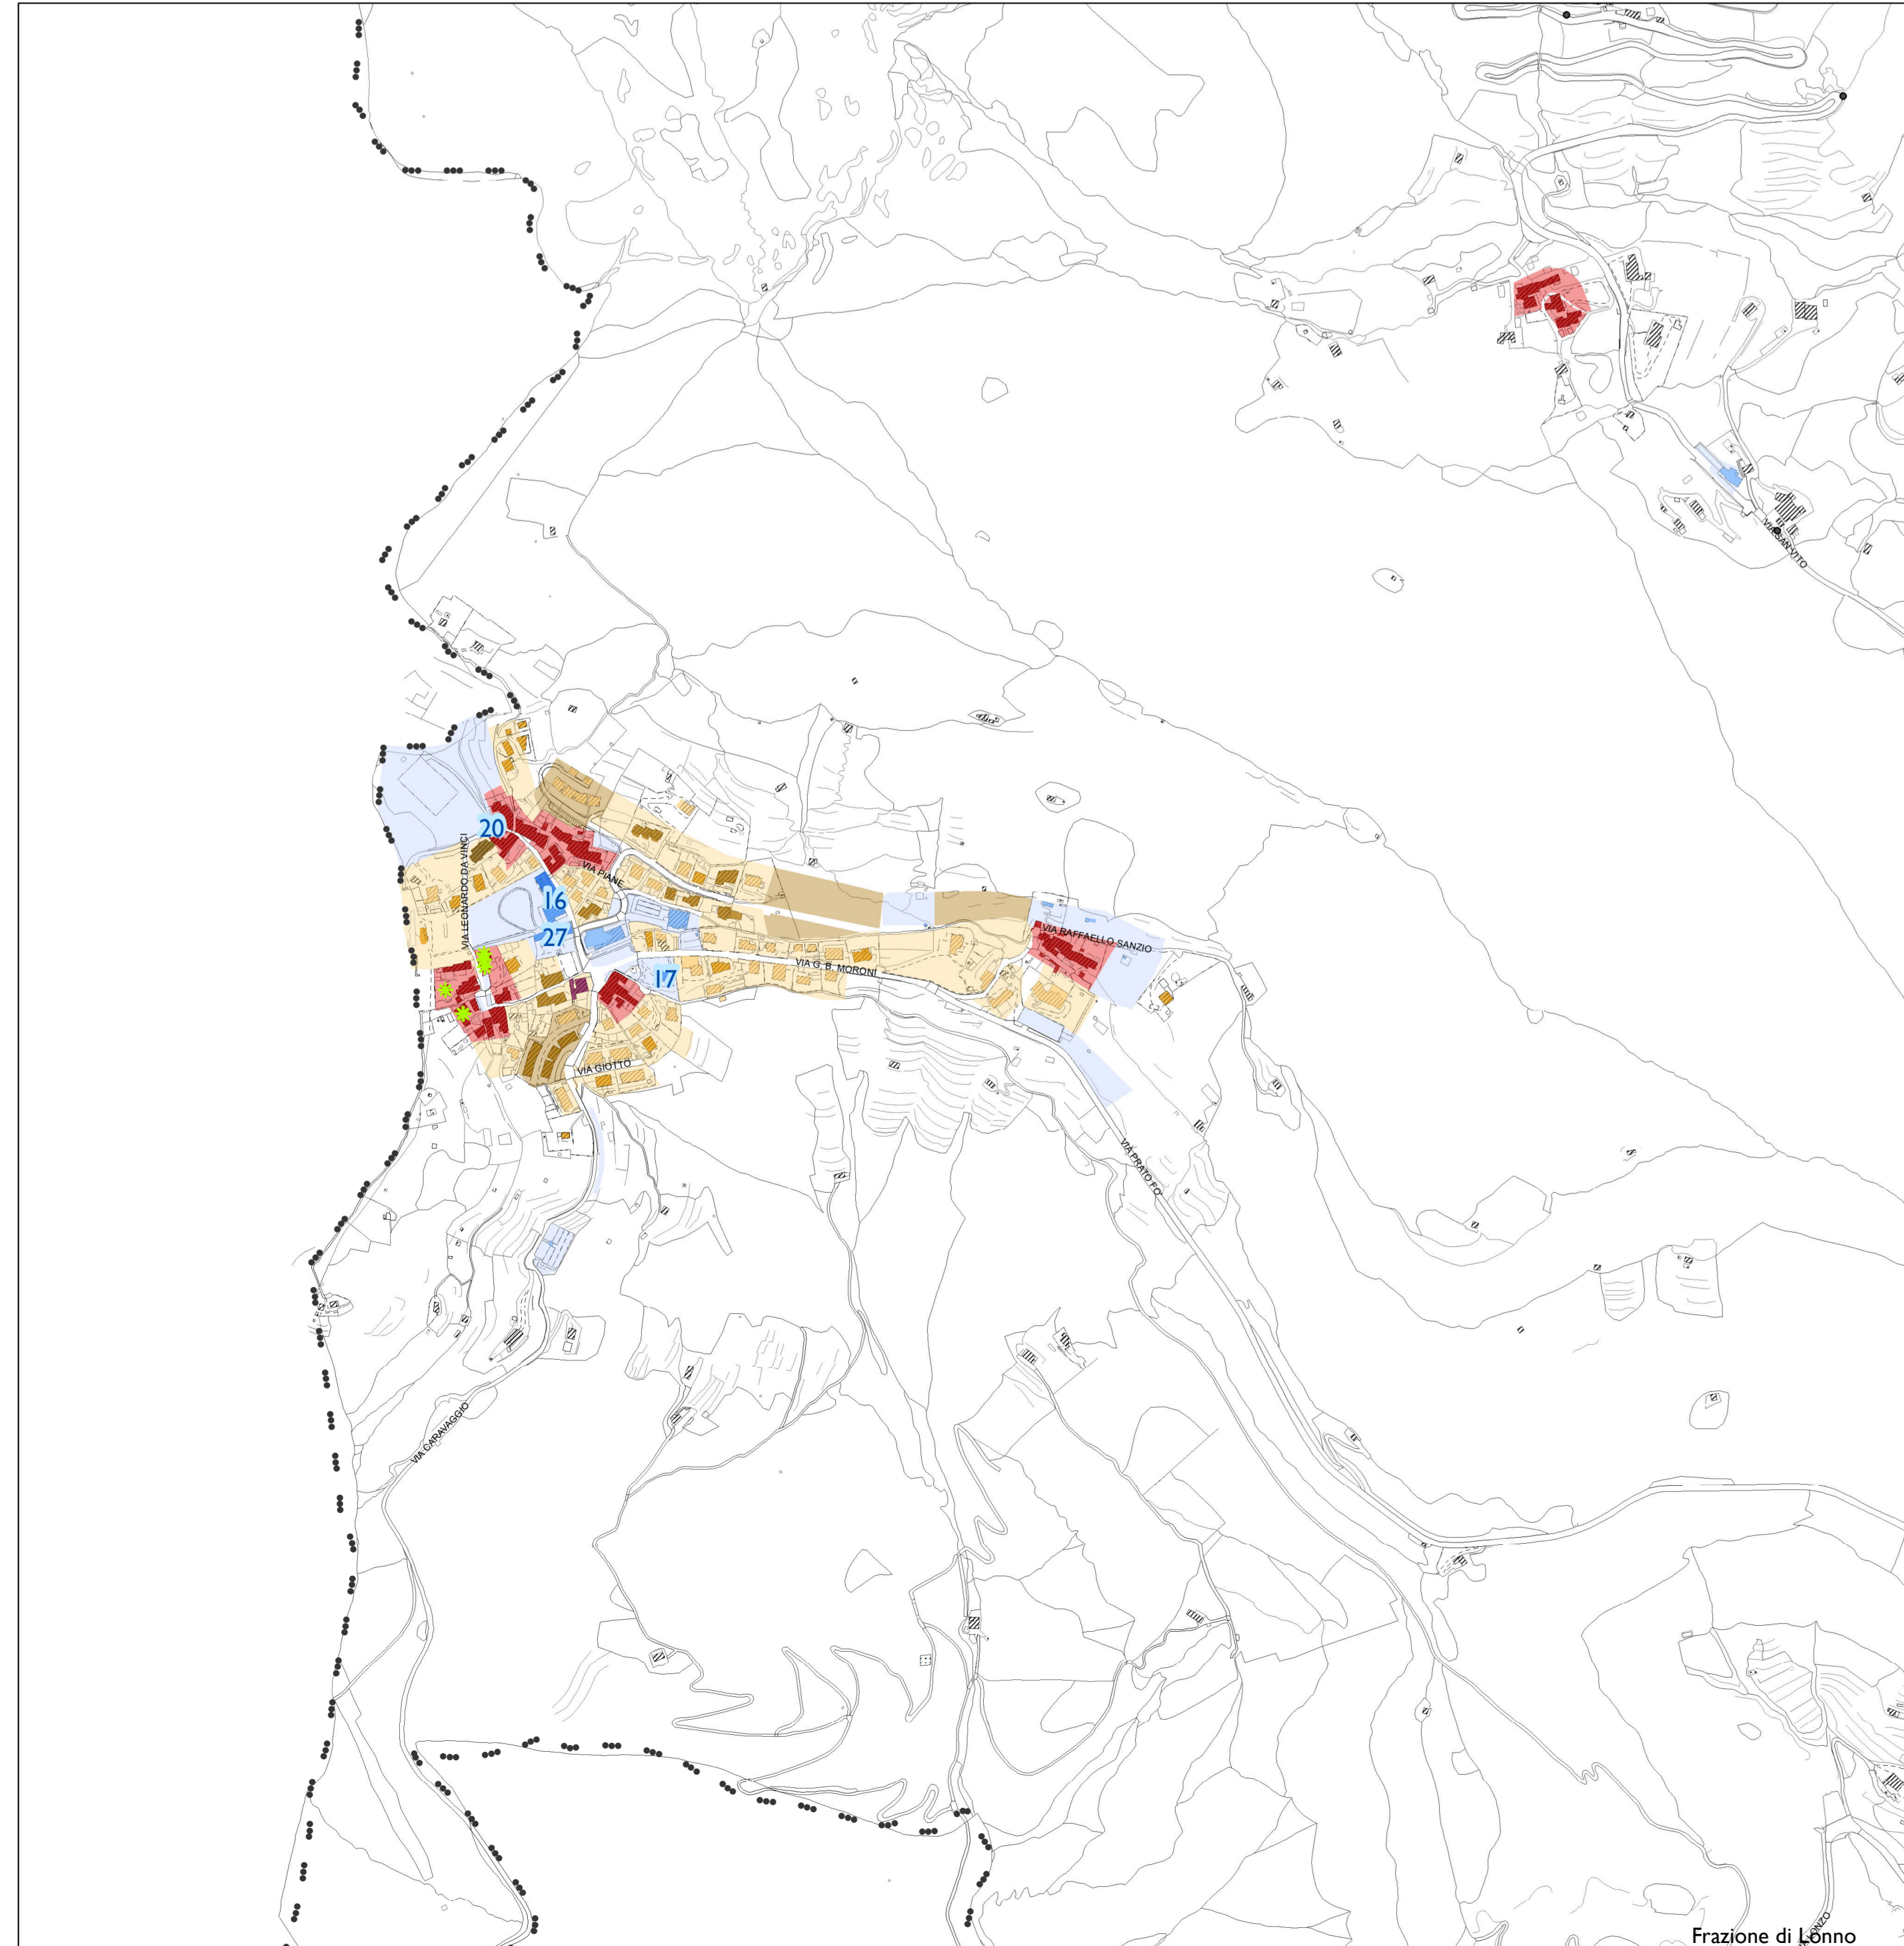 VIA SAN VITO
20
VIA LEONARDO DA VINCI
VIA PIANE
16
27
VIA RAFFAELLO SANZIO
VIA G. B. MORONI
17
VIA GIOTTO
VIA PRATO FO'
VIA CARAVAGGIO
Frazione di Lonno